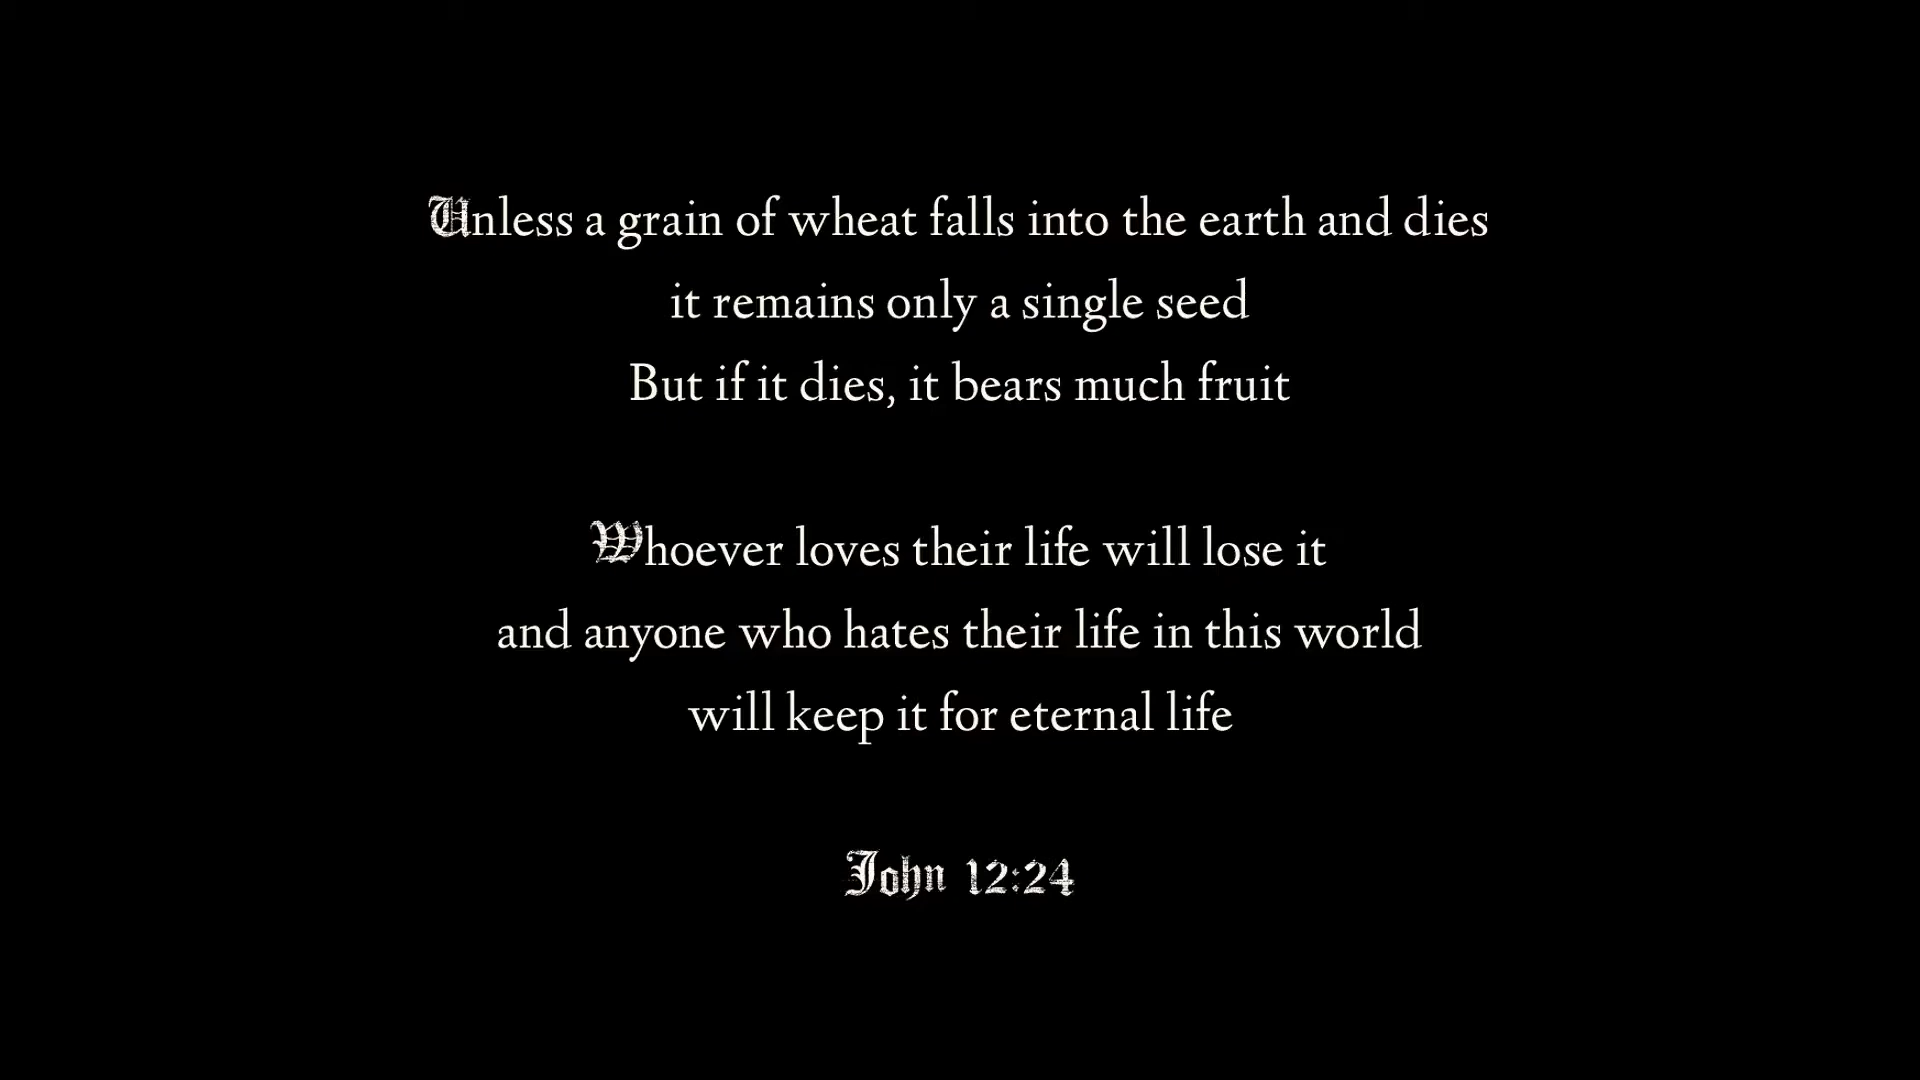 Unless a grain of wheat falls into the earth and dies
it remains only a single seed
But if it dies, it bears much fruit
Whoever loves their life will lose it
and anyone who hates their life in this world
will keep it for eternal life
John 12:24